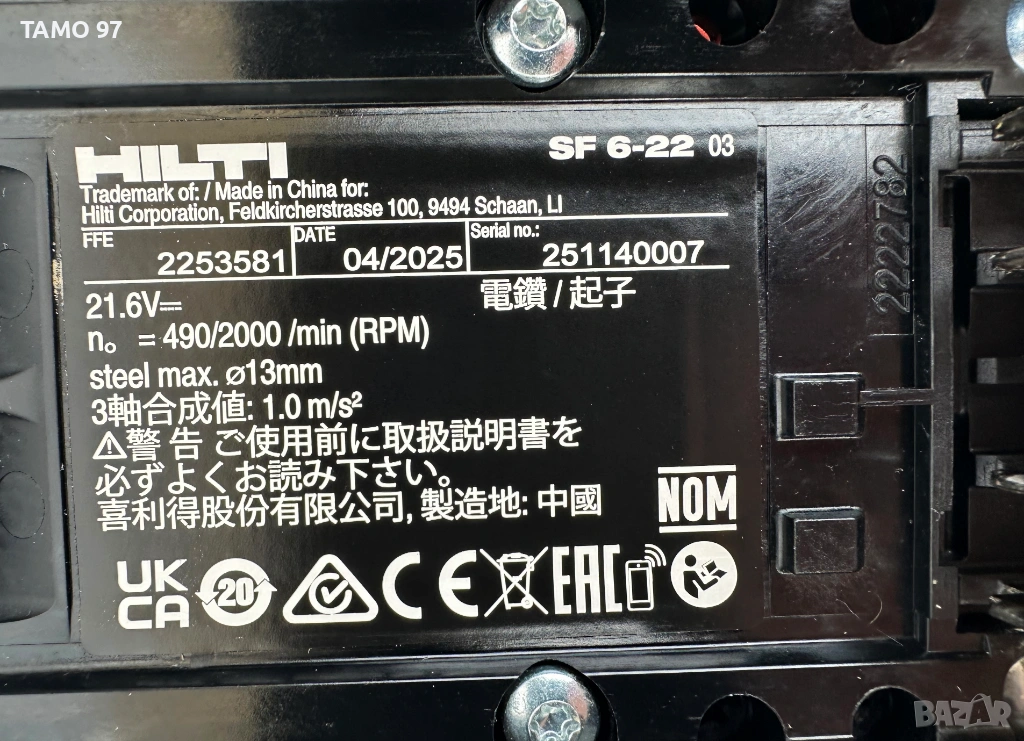 TAMO 97
HILTI
SF 6-22 03
Trademark of: / Made in China for:
Hilti Corporation, Feldkircherstrasse 100, 9494 Schaan, LI
FFE 2253581 DATE 04/2025 Serial no.: 251140007
21.6V⎓ 電鑽 / 起子
n₀ = 490/2000 /min (RPM)
steel max. ø13mm
3軸合成値: 1.0 m/s²
⚠警告 ご使用前に取扱説明書を
必ずよくお読み下さい。
喜利得股份有限公司, 製造地: 中國
NOM
UK
CA
20
CE
EAC
2222782
BAZAR